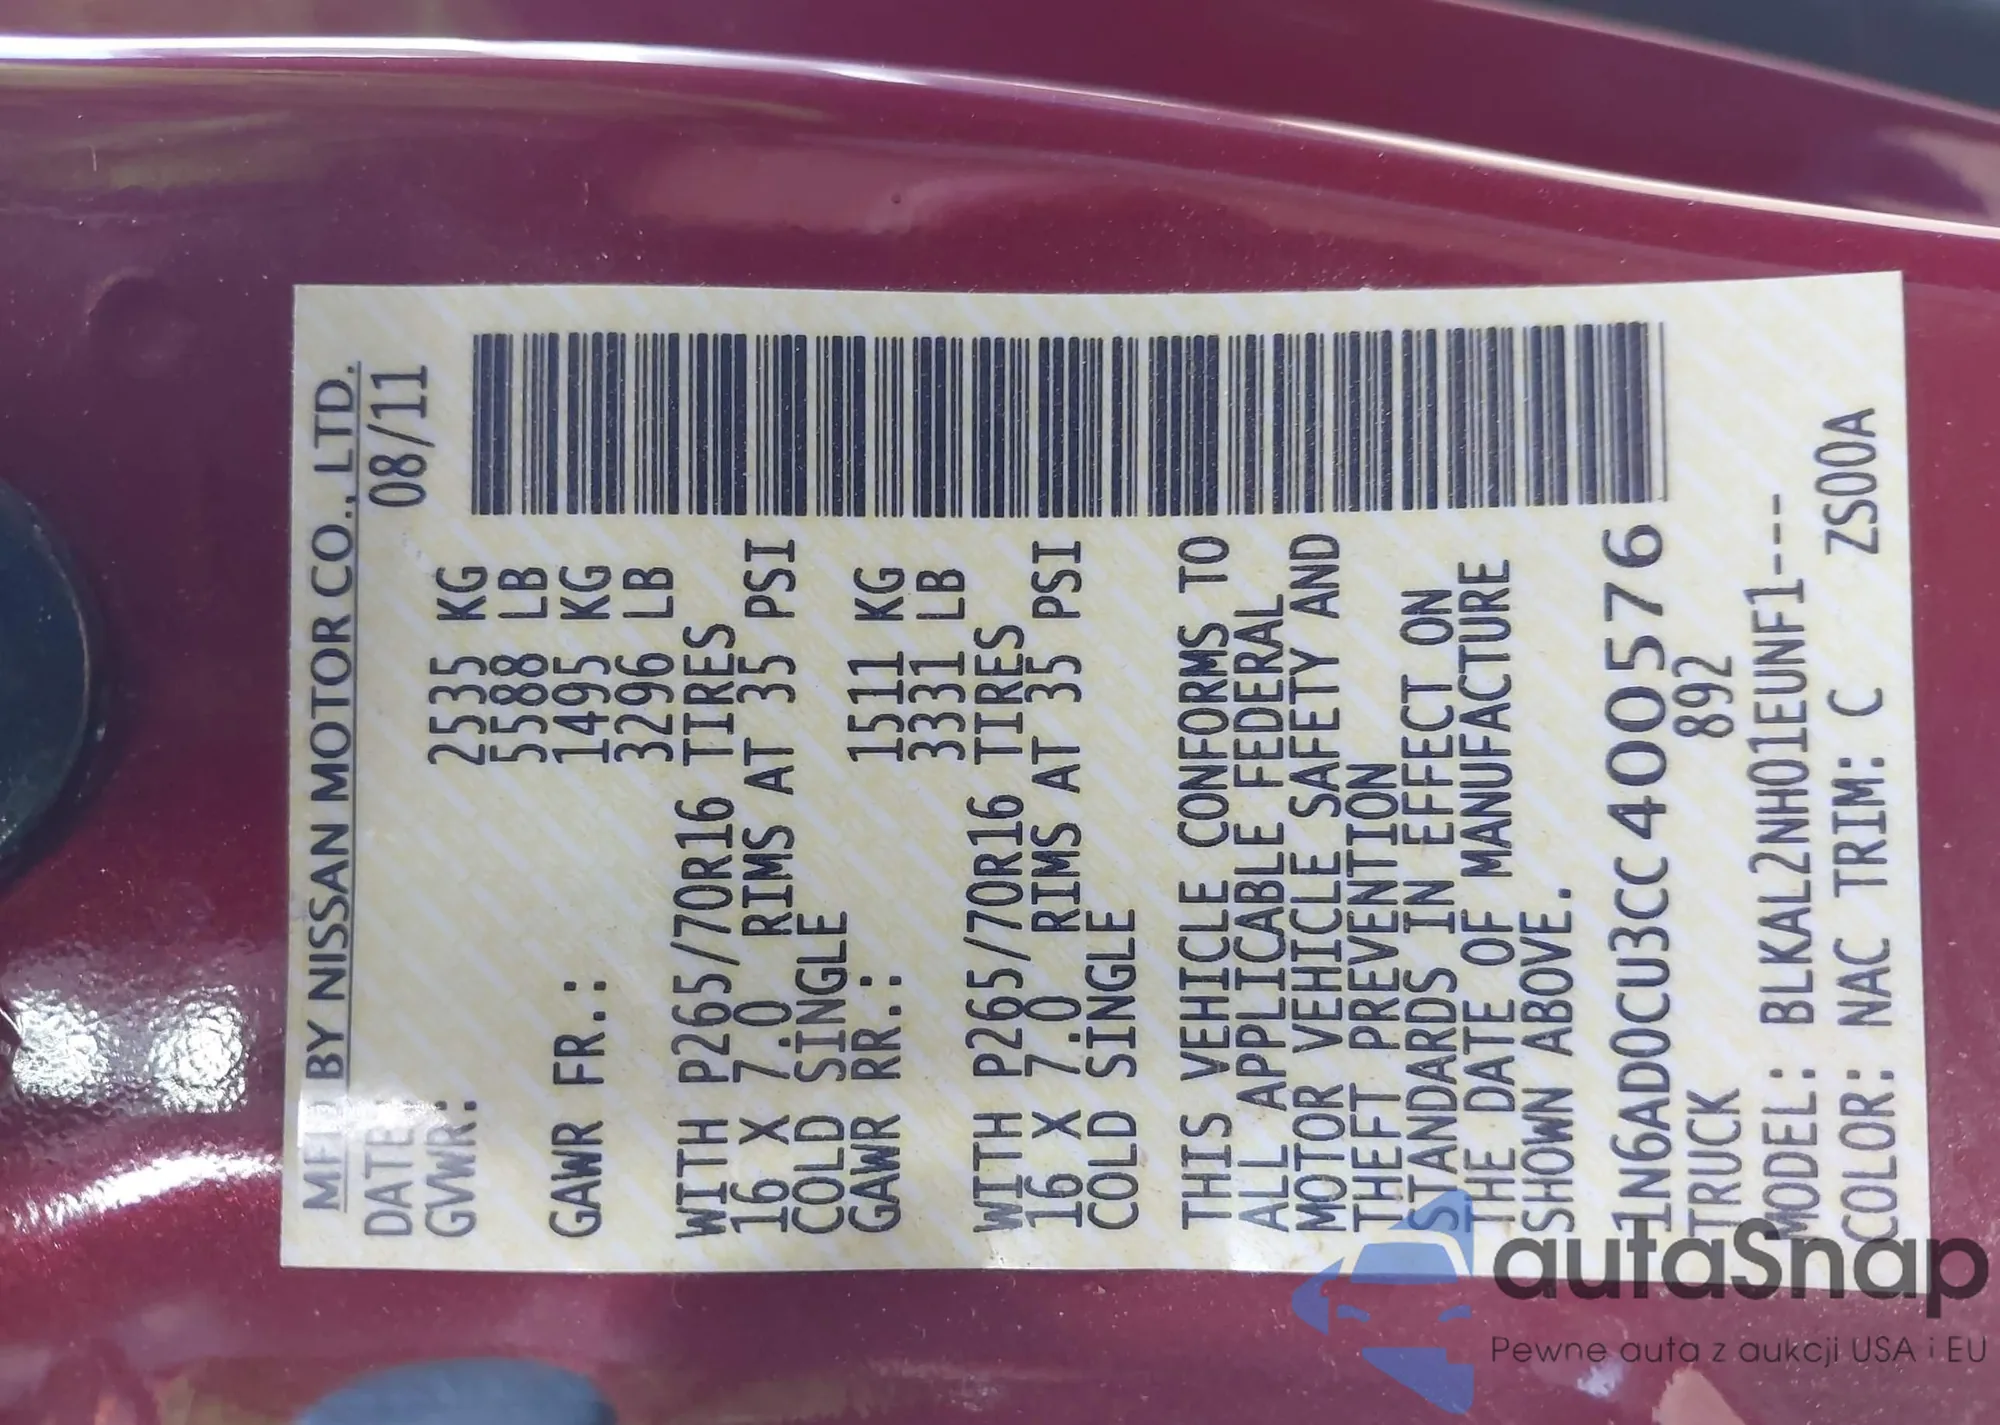 MFD BY NISSAN MOTOR CO., LTD.
DATE: 08/11
GVWR: 2535 KG
5588 LB
GAWR FR.: 1495 KG
3296 LB
WITH P265/70R16 TIRES
16 X 7.0 RIMS AT 35 PSI
COLD SINGLE
GAWR RR.: 1511 KG
3331 LB
WITH P265/70R16 TIRES
16 X 7.0 RIMS AT 35 PSI
COLD SINGLE
THIS VEHICLE CONFORMS TO
ALL APPLICABLE FEDERAL
MOTOR VEHICLE SAFETY AND
THEFT PREVENTION
STANDARDS IN EFFECT ON
THE DATE OF MANUFACTURE
SHOWN ABOVE.
1N6AD0CU3CC400576
TRUCK 892
MODEL: BLKAL2NH01EUNF1---
COLOR: NAC TRIM: C ZS00A
autaSnap
Pewne auta z aukcji USA i EU